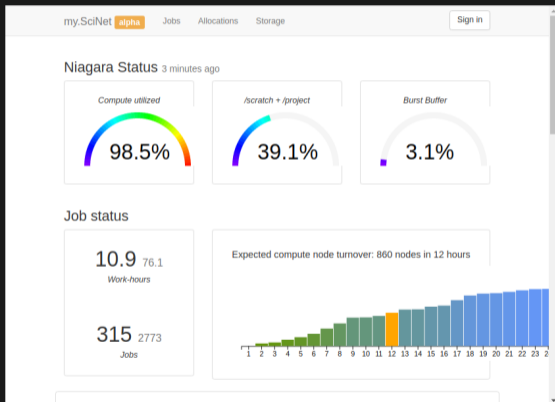 my.SciNet alpha Jobs Allocations Storage Sign in
Niagara Status 3 minutes ago
Compute utilized
98.5%
/scratch + /project
39.1%
Burst Buffer
3.1%
Job status
10.9 76.1
Work-hours
315 2773
Jobs
Expected compute node turnover: 860 nodes in 12 hours
1 2 3 4 5 6 7 8 9 10 11 12 13 14 15 16 17 18 19 20 21 22 23